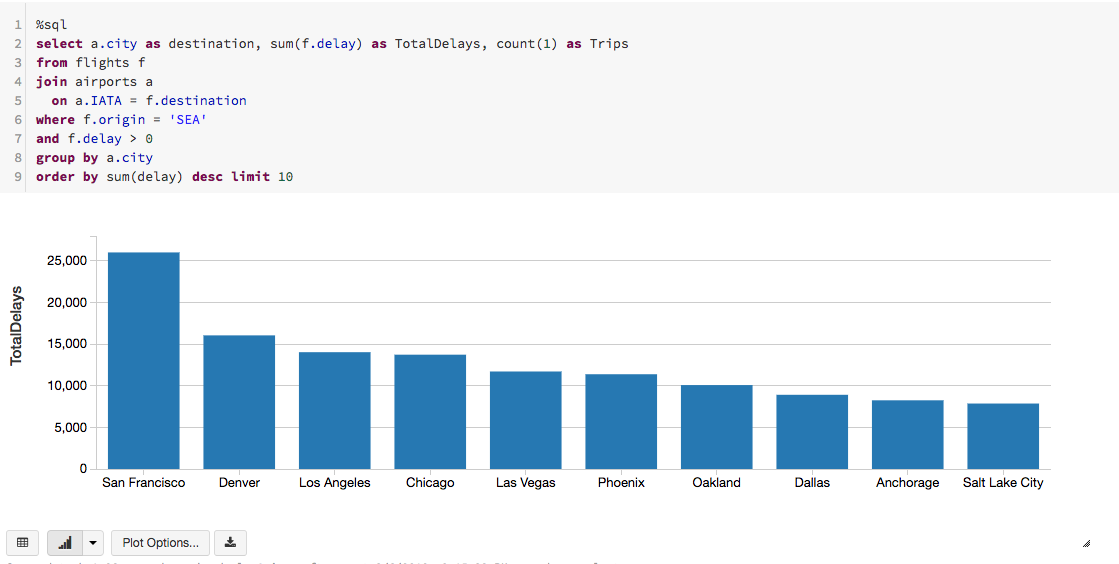 1 %sql
2 select a.city as destination, sum(f.delay) as TotalDelays, count(1) as Trips
3 from flights f
4 join airports a
5 on a.IATA = f.destination
6 where f.origin = 'SEA'
7 and f.delay > 0
8 group by a.city
9 order by sum(delay) desc limit 10
TotalDelays
25,000
20,000
15,000
10,000
5,000
0
San Francisco Denver Los Angeles Chicago Las Vegas Phoenix Oakland Dallas Anchorage Salt Lake City
Plot Options...